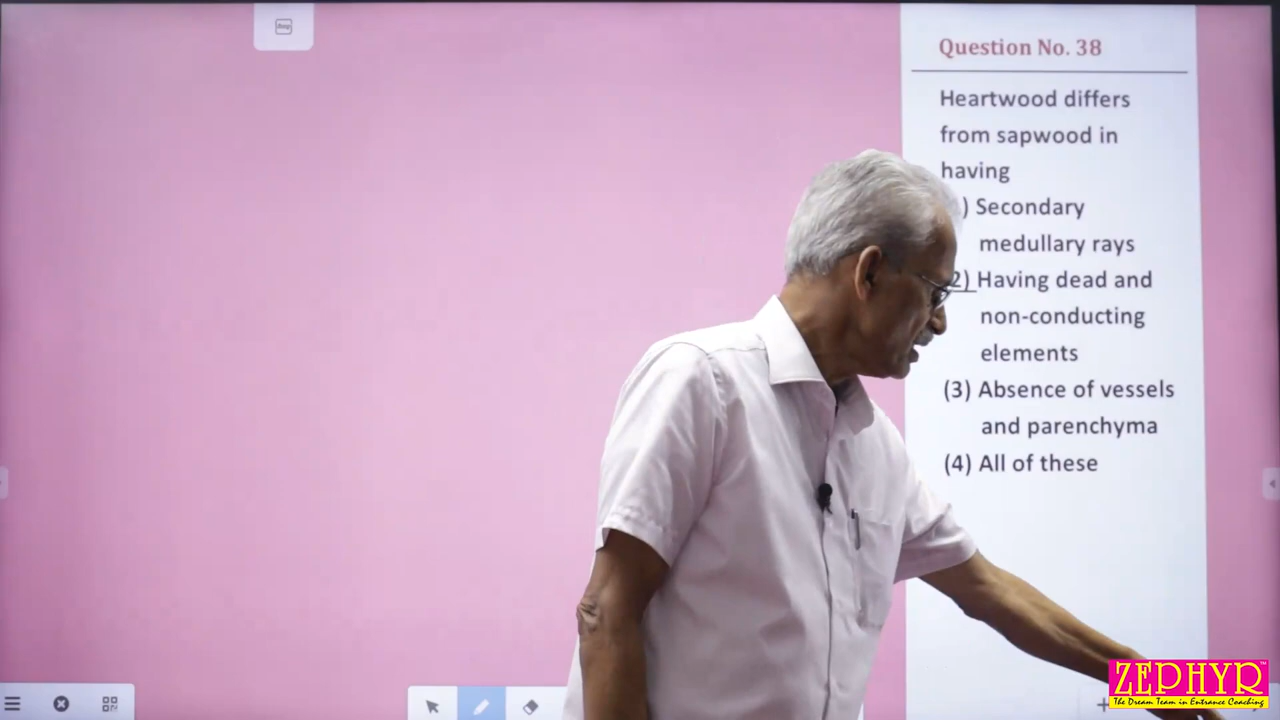 Question No. 38
Heartwood differs
from sapwood in
having
) Secondary
medullary rays
2) Having dead and
non-conducting
elements
(3) Absence of vessels
and parenchyma
(4) All of these
ZEPHYR
The Dream Team in Entrance Coaching